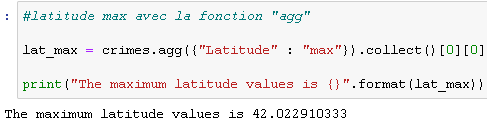 : #latitude max avec la fonction "agg"
lat_max = crimes.agg({"Latitude" : "max"}).collect()[0][0]
print("The maximum latitude values is {}".format(lat_max))
The maximum latitude values is 42.022910333